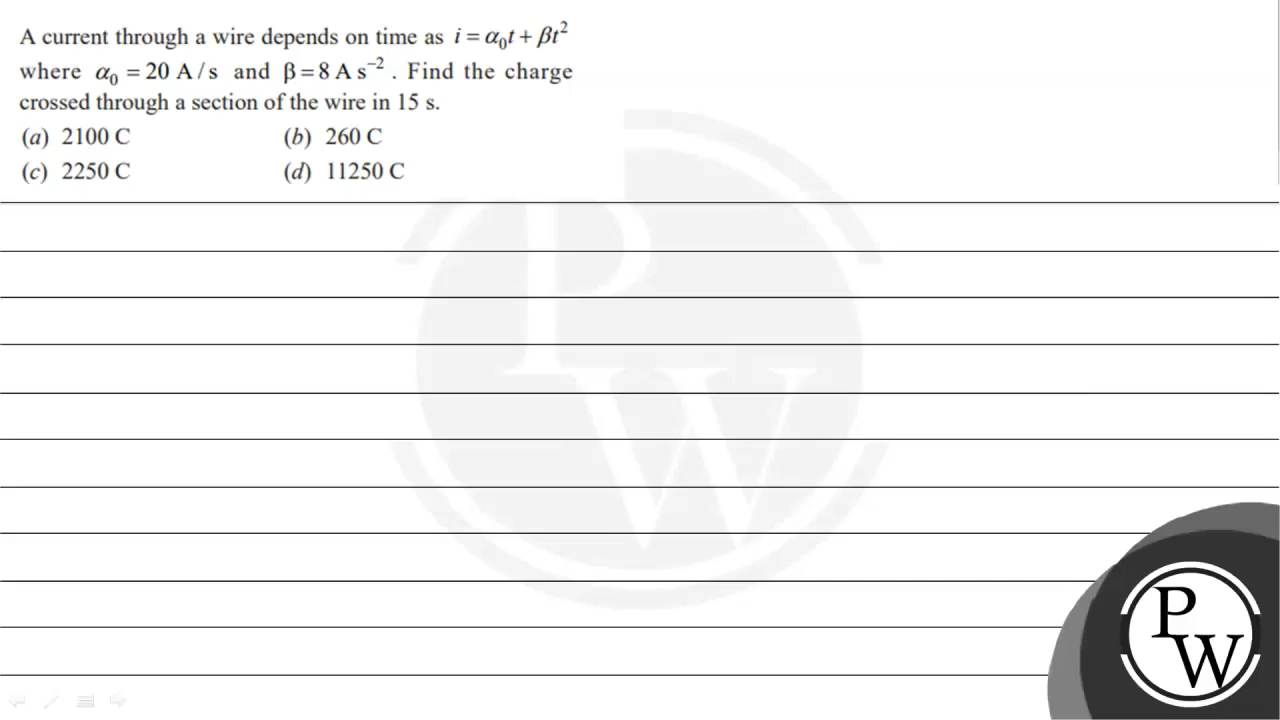 A current through a wire depends on time as i = α₀t + βt²
where α₀ = 20 A / s and β = 8 A s⁻² . Find the charge
crossed through a section of the wire in 15 s.
(a) 2100 C (b) 260 C
(c) 2250 C (d) 11250 C
P
W
P
W